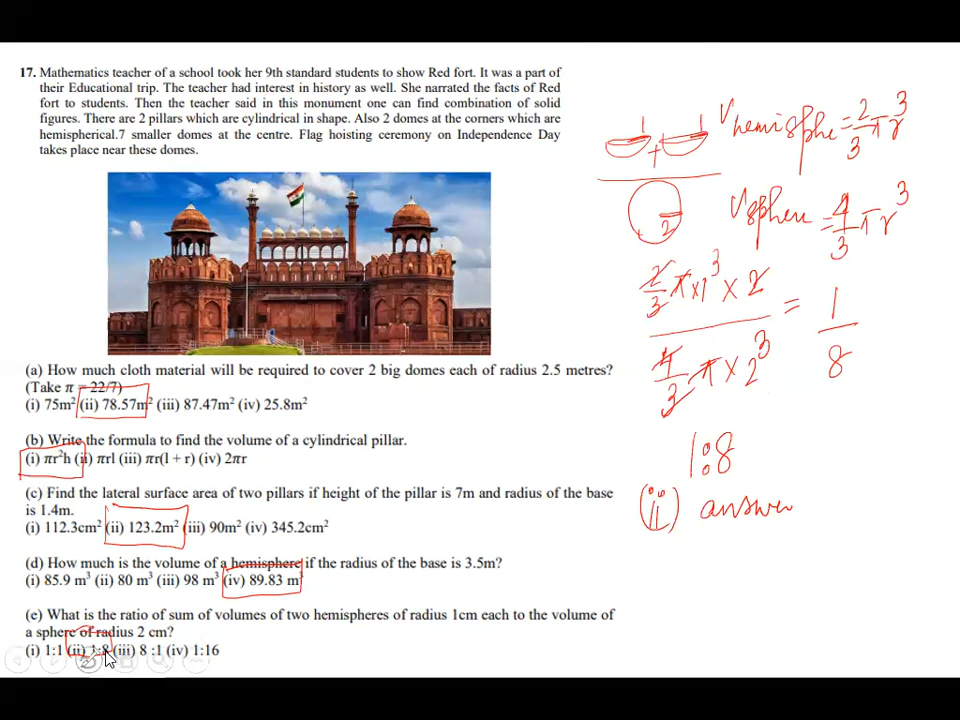 17. Mathematics teacher of a school took her 9th standard students to show Red fort. It was a part of
their Educational trip. The teacher had interest in history as well. She narrated the facts of Red
fort to students. Then the teacher said in this monument one can find combination of solid
figures. There are 2 pillars which are cylindrical in shape. Also 2 domes at the corners which are
hemispherical.7 smaller domes at the centre. Flag hoisting ceremony on Independence Day
takes place near these domes.
(a) How much cloth material will be required to cover 2 big domes each of radius 2.5 metres?
(Take π = 22/7)
(i) 75m² (ii) 78.57m² (iii) 87.47m² (iv) 25.8m²
(b) Write the formula to find the volume of a cylindrical pillar.
(i) πr²h (ii) πrl (iii) πr(l + r) (iv) 2πr
(c) Find the lateral surface area of two pillars if height of the pillar is 7m and radius of the base
is 1.4m.
(i) 112.3cm² (ii) 123.2m² (iii) 90m² (iv) 345.2cm²
(d) How much is the volume of a hemisphere if the radius of the base is 3.5m?
(i) 85.9 m³ (ii) 80 m³ (iii) 98 m³ (iv) 89.83 m³
(e) What is the ratio of sum of volumes of two hemispheres of radius 1cm each to the volume of
a sphere of radius 2 cm?
(i) 1:1 (ii) 1:8 (iii) 8 :1 (iv) 1:16
1 + 1 V hemisphe = 2/3 πr³
2 V sphere = 4/3 πr³
2/3 π×1³ × 2 / 4/3 π × 2³ = 1/8
1:8
(ii) answer